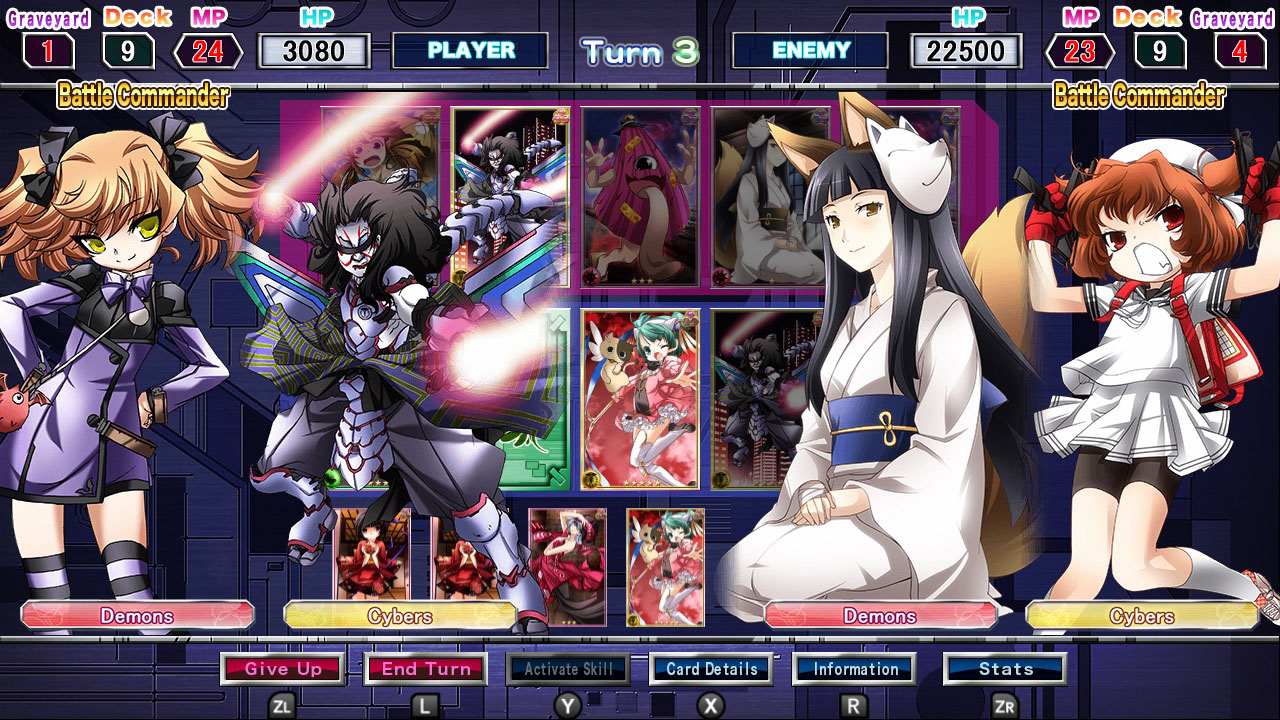 Graveyard Deck MP HP
1 9 24 3080 PLAYER Turn 3 ENEMY
HP MP Deck Graveyard
22500 23 9 4
Battle Commander
Battle Commander
Demons Cybers Demons Cybers
Give Up End Turn Activate Skill Card Details Information Stats
ZL L Y X R ZR